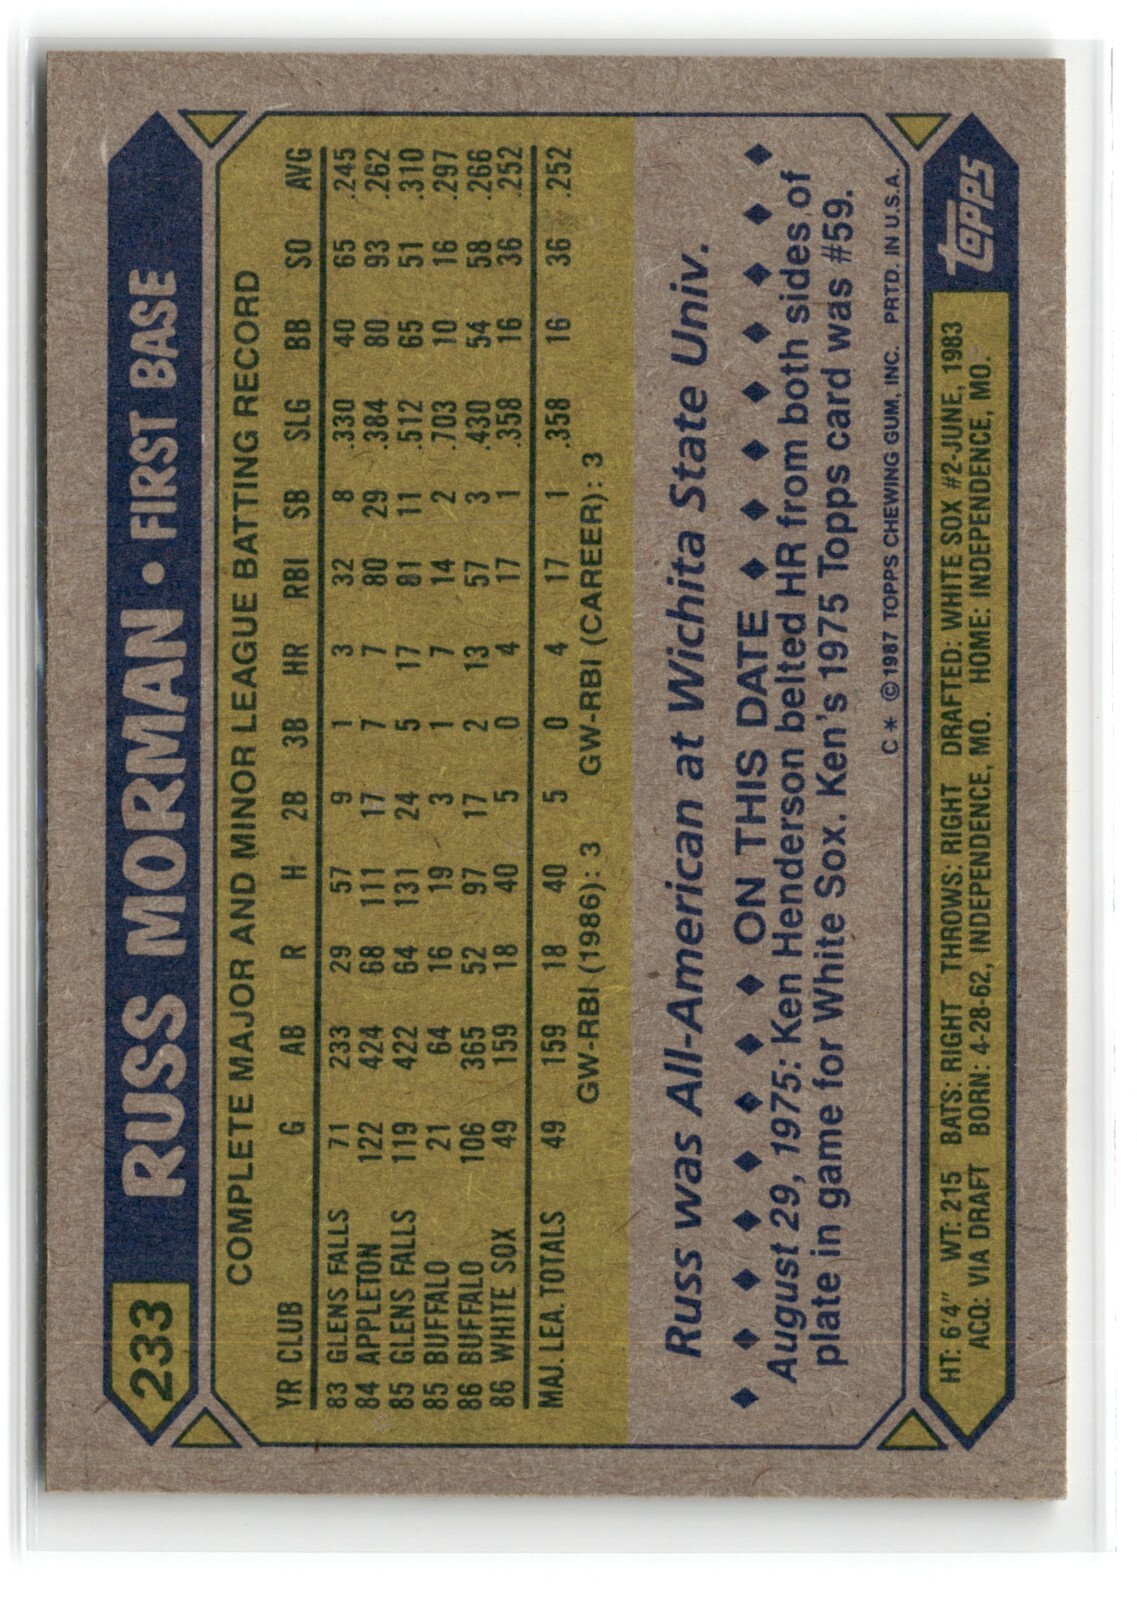 233 RUSS MORMAN • FIRST BASE
COMPLETE MAJOR AND MINOR LEAGUE BATTING RECORD
YR CLUB G AB R H 2B 3B HR RBI SB SLG BB SO AVG
83 GLENS FALLS 71 233 29 57 9 1 3 32 8 .330 40 65 .245
84 APPLETON 122 424 68 111 17 7 7 80 29 .384 80 93 .262
85 GLENS FALLS 119 422 64 131 24 5 17 81 11 .512 65 51 .310
85 BUFFALO 21 64 16 19 3 1 7 14 2 .703 10 16 .297
86 BUFFALO 106 365 52 97 17 2 13 57 3 .430 54 58 .266
86 WHITE SOX 49 159 18 40 5 0 4 17 1 .358 16 36 .252
MAJ. LEA. TOTALS 49 159 18 40 5 0 4 17 1 .358 16 36 .252
GW-RBI (1986): 3 GW-RBI (CAREER): 3
Russ was All-American at Wichita State Univ.
ON THIS DATE
August 29, 1975: Ken Henderson belted HR from both sides of
plate in game for White Sox. Ken's 1975 Topps card was #59.
C * © 1987 TOPPS CHEWING GUM, INC. PRTD. IN U.S.A.
HT: 6'4" WT: 215 BATS: RIGHT THROWS: RIGHT DRAFTED: WHITE SOX #2-JUNE, 1983
ACQ: VIA DRAFT BORN: 4-28-62, INDEPENDENCE, MO. HOME: INDEPENDENCE, MO.
TOPPS